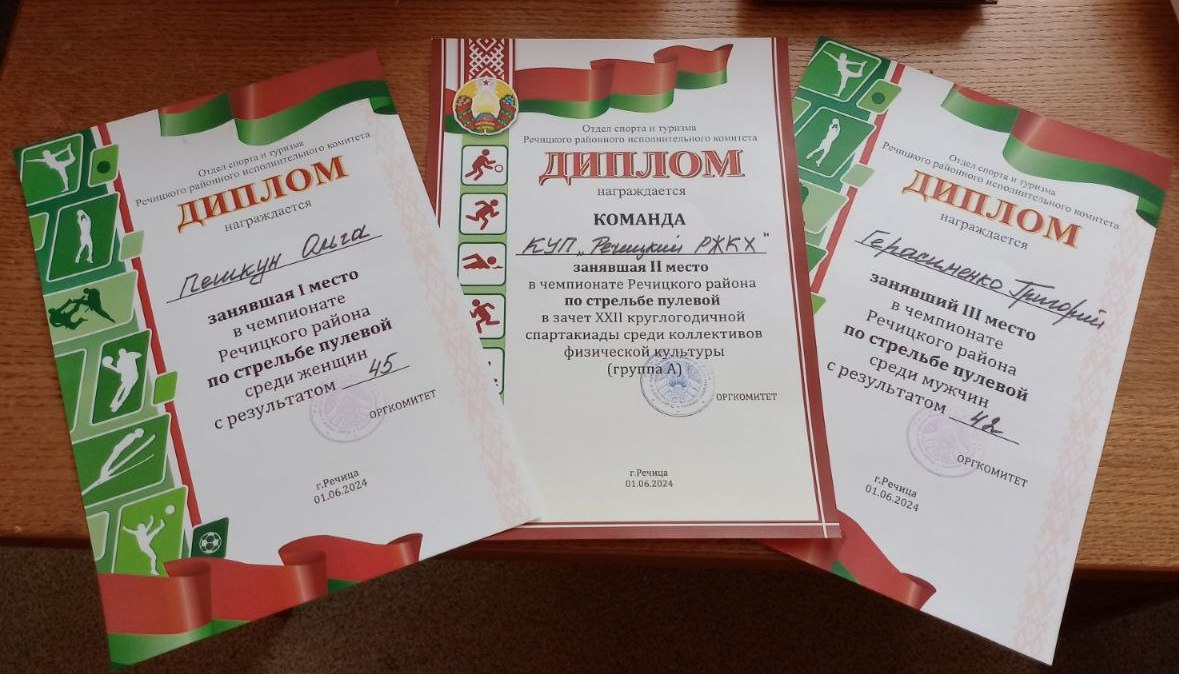 Отдел спорта и туризма
Речицкого районного исполнительного комитета
ДИПЛОМ
награждается
Пешкун Ольга
занявшая I место
в чемпионате
Речицкого района
по стрельбе пулевой
среди женщин
с результатом 45
ОРГКОМИТЕТ
г.Речица
01.06.2024
Отдел спорта и туризма
Речицкого районного исполнительного комитета
ДИПЛОМ
награждается
КОМАНДА
КУП „Речицкий РЖКХ"
занявшая II место
в чемпионате Речицкого района
по стрельбе пулевой
в зачет XXII круглогодичной
спартакиады среди коллективов
физической культуры
(группа А)
ОРГКОМИТЕТ
г.Речица
01.06.2024
Отдел спорта и туризма
Речицкого районного исполнительного комитета
ДИПЛОМ
награждается
Герасименко Григорий
занявший III место
в чемпионате
Речицкого района
по стрельбе пулевой
среди мужчин
с результатом 42
ОРГКОМИТЕТ
г.Речица
01.06.2024